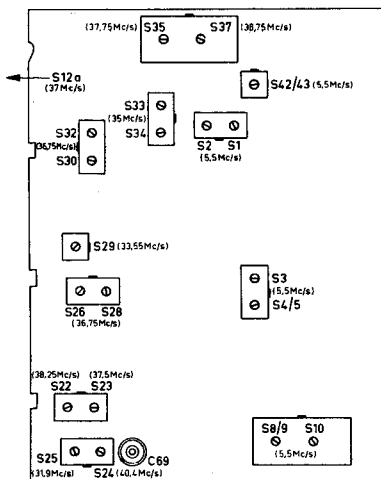 (37,75Mc/s) S35 S37 (38,75Mc/s)
S12a
(37Mc/s)
S42/43 (5,5Mc/s)
S33
(35Mc/s)
S34
S32
(36,75Mc/s)
S30
S2 S1
(5,5Mc/s)
S29 (33,55Mc/s)
S3
(5,5Mc/s)
S4/5
S26 S28
(36,75Mc/s)
(38,25Mc/s) (37,5Mc/s)
S22 S23
S25
(31,9Mc/s) S24 (40,4Mc/s) C69
S8/9 S10
(5,5Mc/s)